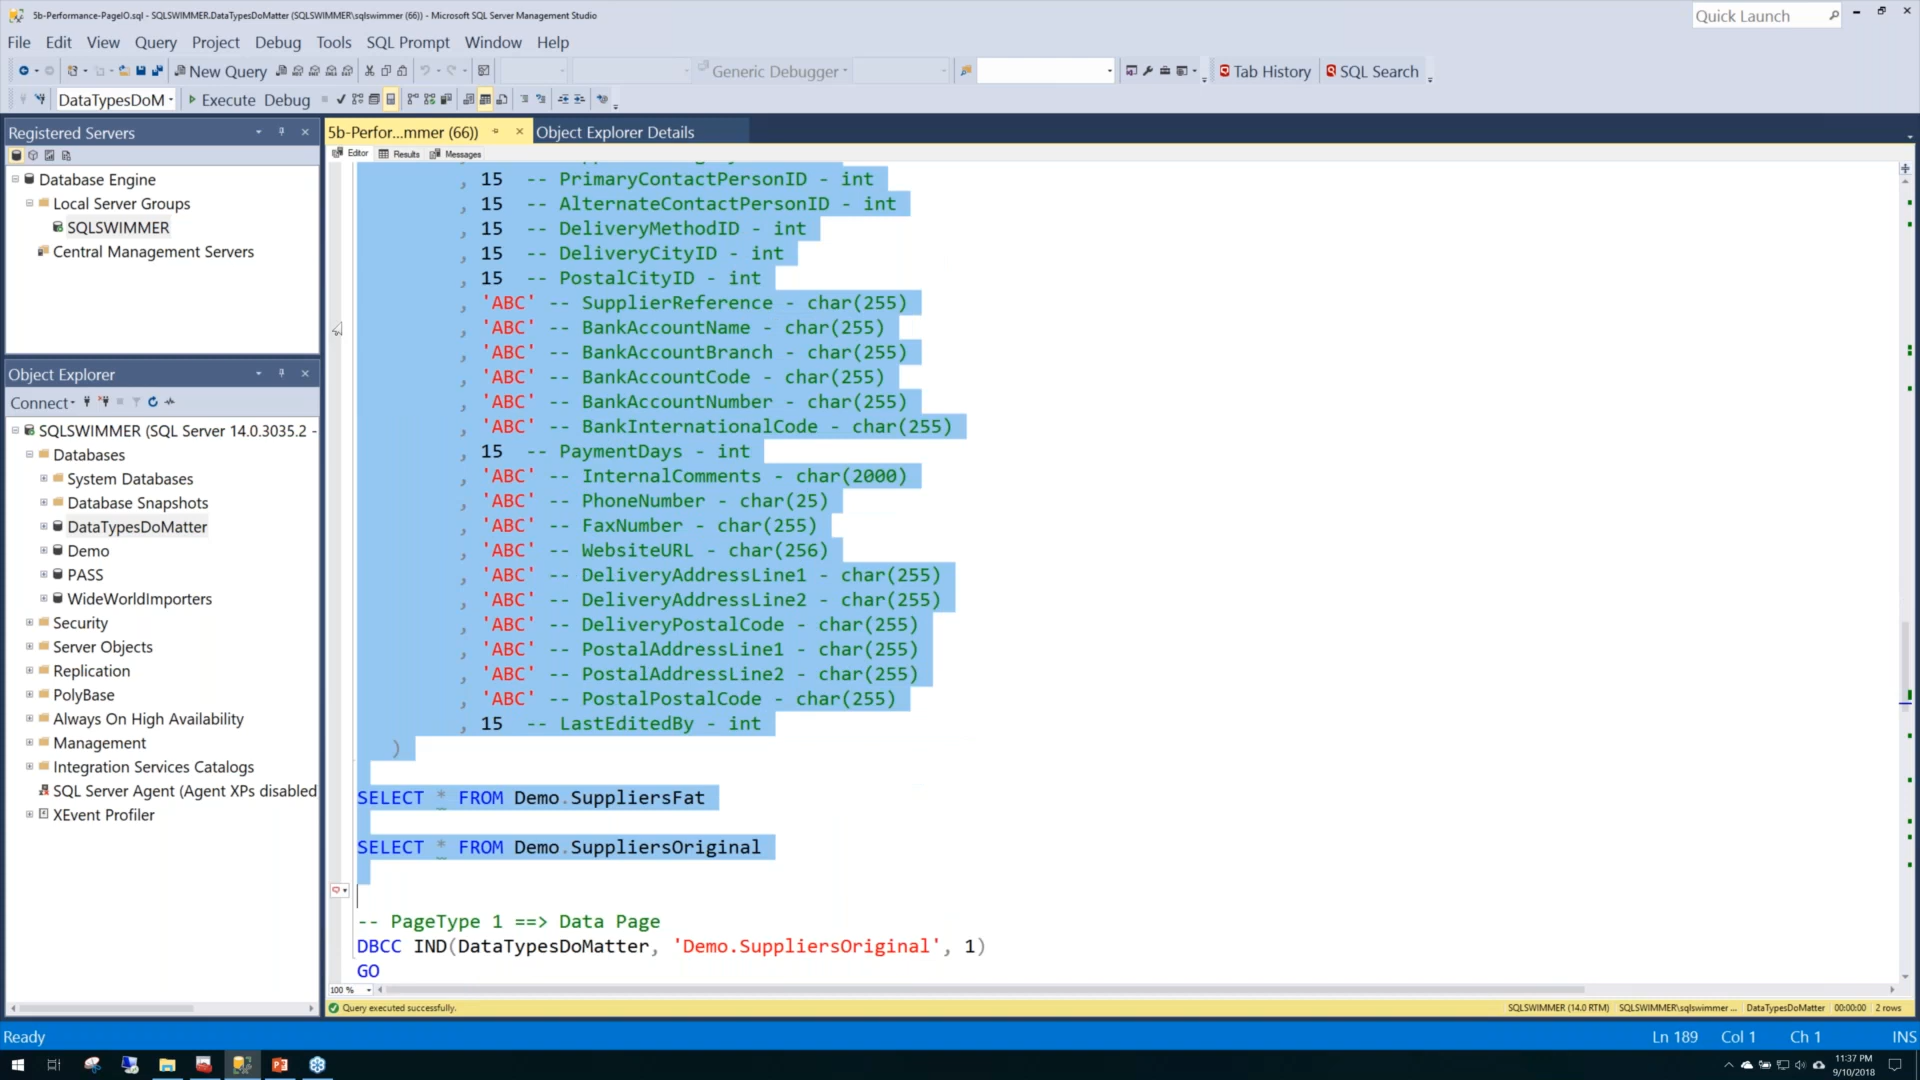 5b-Performance-PageIO.sql - SQLSWIMMER.DataTypesDoMatter (SQLSWIMMER\sqlswimmer (66)) - Microsoft SQL Server Management Studio
Quick Launch
File Edit View Query Project Debug Tools SQL Prompt Window Help
New Query Generic Debugger Tab History SQL Search
DataTypesDoM Execute Debug
Registered Servers
Database Engine
Local Server Groups
SQLSWIMMER
Central Management Servers
Object Explorer
Connect
SQLSWIMMER (SQL Server 14.0.3035.2 -
Databases
System Databases
Database Snapshots
DataTypesDoMatter
Demo
PASS
WideWorldImporters
Security
Server Objects
Replication
PolyBase
Always On High Availability
Management
Integration Services Catalogs
SQL Server Agent (Agent XPs disabled
XEvent Profiler
5b-Perfor...mmer (66)) Object Explorer Details
Editor Results Messages
, 15 -- PrimaryContactPersonID - int
, 15 -- AlternateContactPersonID - int
, 15 -- DeliveryMethodID - int
, 15 -- DeliveryCityID - int
, 15 -- PostalCityID - int
, 'ABC' -- SupplierReference - char(255)
, 'ABC' -- BankAccountName - char(255)
, 'ABC' -- BankAccountBranch - char(255)
, 'ABC' -- BankAccountCode - char(255)
, 'ABC' -- BankAccountNumber - char(255)
, 'ABC' -- BankInternationalCode - char(255)
, 15 -- PaymentDays - int
, 'ABC' -- InternalComments - char(2000)
, 'ABC' -- PhoneNumber - char(25)
, 'ABC' -- FaxNumber - char(255)
, 'ABC' -- WebsiteURL - char(256)
, 'ABC' -- DeliveryAddressLine1 - char(255)
, 'ABC' -- DeliveryAddressLine2 - char(255)
, 'ABC' -- DeliveryPostalCode - char(255)
, 'ABC' -- PostalAddressLine1 - char(255)
, 'ABC' -- PostalAddressLine2 - char(255)
, 'ABC' -- PostalPostalCode - char(255)
, 15 -- LastEditedBy - int
)
SELECT * FROM Demo.SuppliersFat
SELECT * FROM Demo.SuppliersOriginal
-- PageType 1 ==> Data Page
DBCC IND(DataTypesDoMatter, 'Demo.SuppliersOriginal', 1)
GO
100 %
Query executed successfully. SQLSWIMMER (14.0 RTM) SQLSWIMMER\sqlswimmer ... DataTypesDoMatter 00:00:00 2 rows
Ready Ln 189 Col 1 Ch 1 INS
11:37 PM
9/10/2018